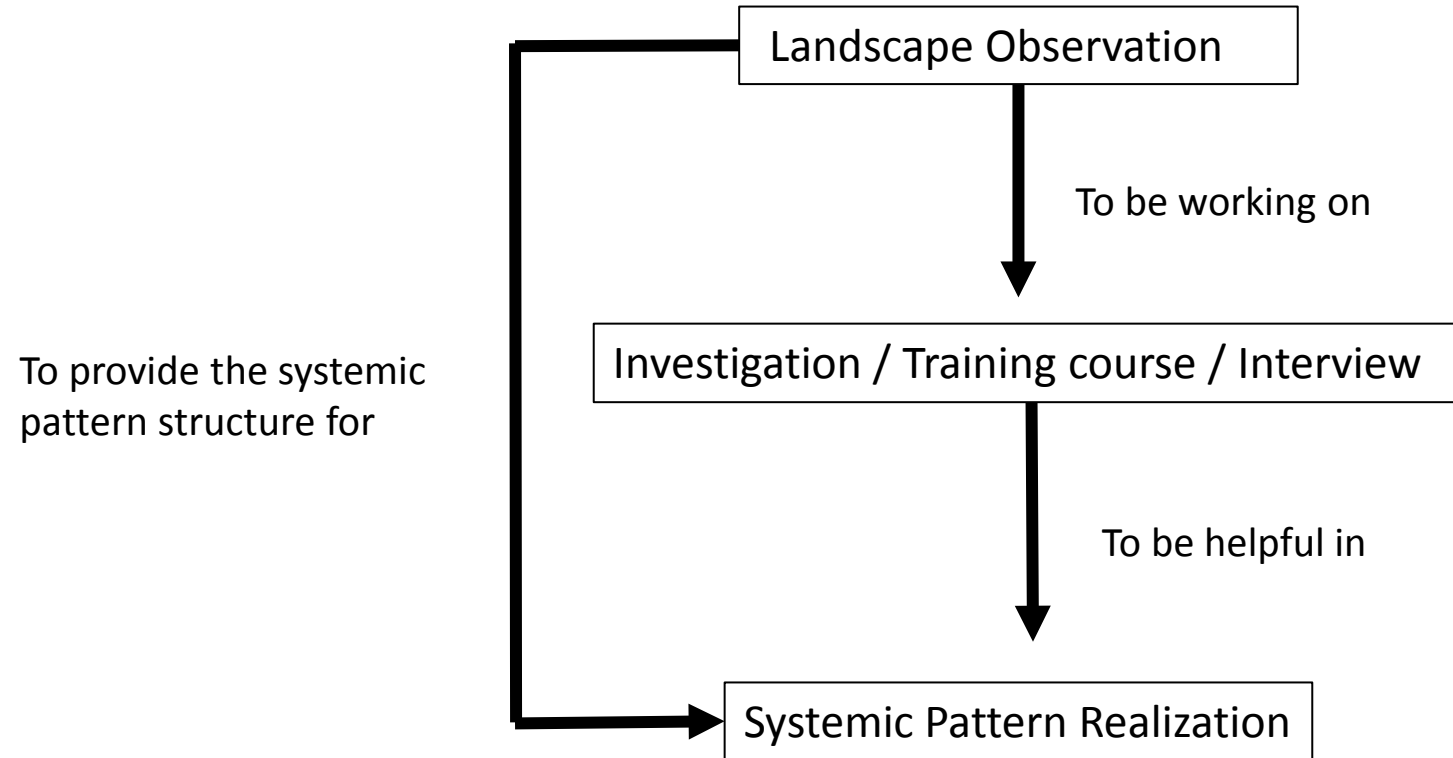 Landscape Observation
To be working on
Investigation / Training course / Interview
To provide the systemic
pattern structure for
To be helpful in
Systemic Pattern Realization